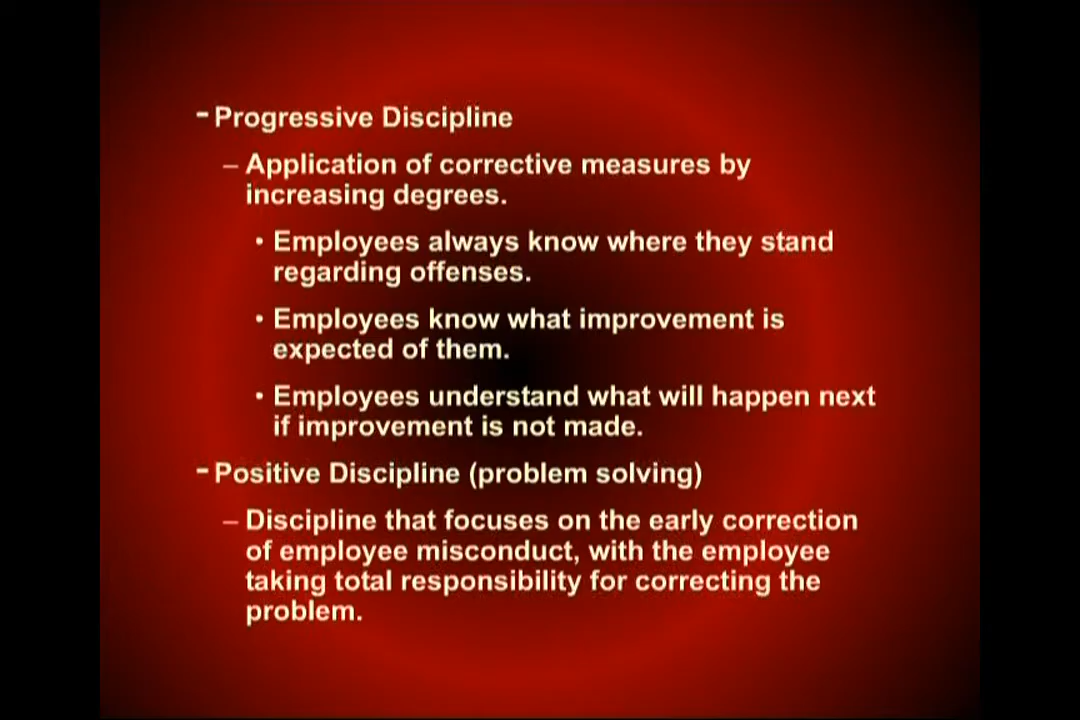 - Progressive Discipline
– Application of corrective measures by
increasing degrees.
• Employees always know where they stand
regarding offenses.
• Employees know what improvement is
expected of them.
• Employees understand what will happen next
if improvement is not made.
- Positive Discipline (problem solving)
– Discipline that focuses on the early correction
of employee misconduct, with the employee
taking total responsibility for correcting the
problem.